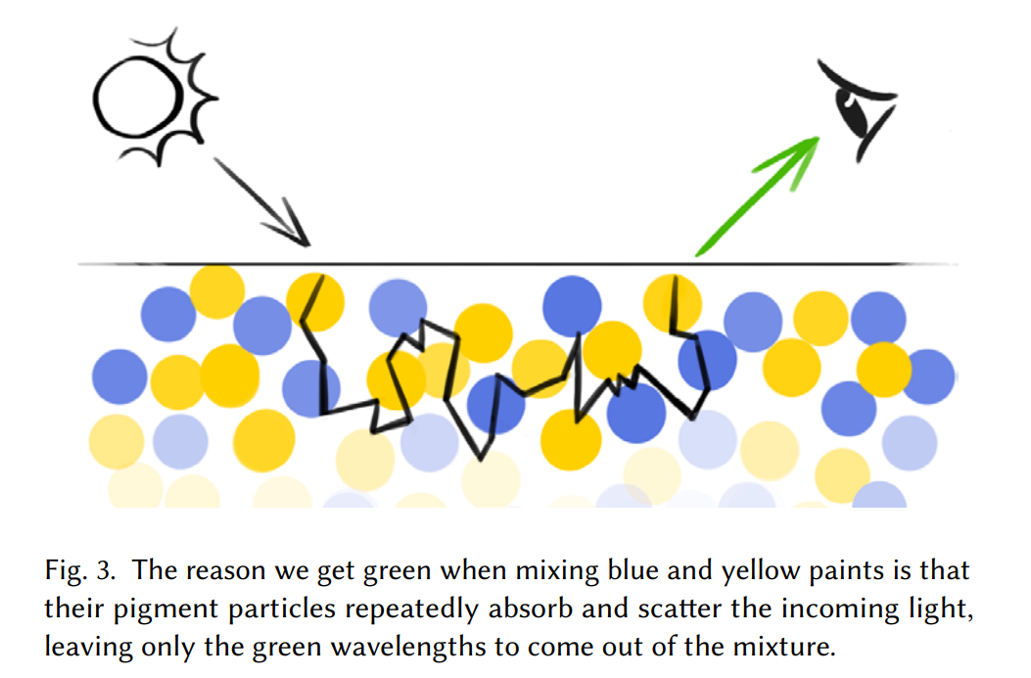 Fig. 3. The reason we get green when mixing blue and yellow paints is that
their pigment particles repeatedly absorb and scatter the incoming light,
leaving only the green wavelengths to come out of the mixture.